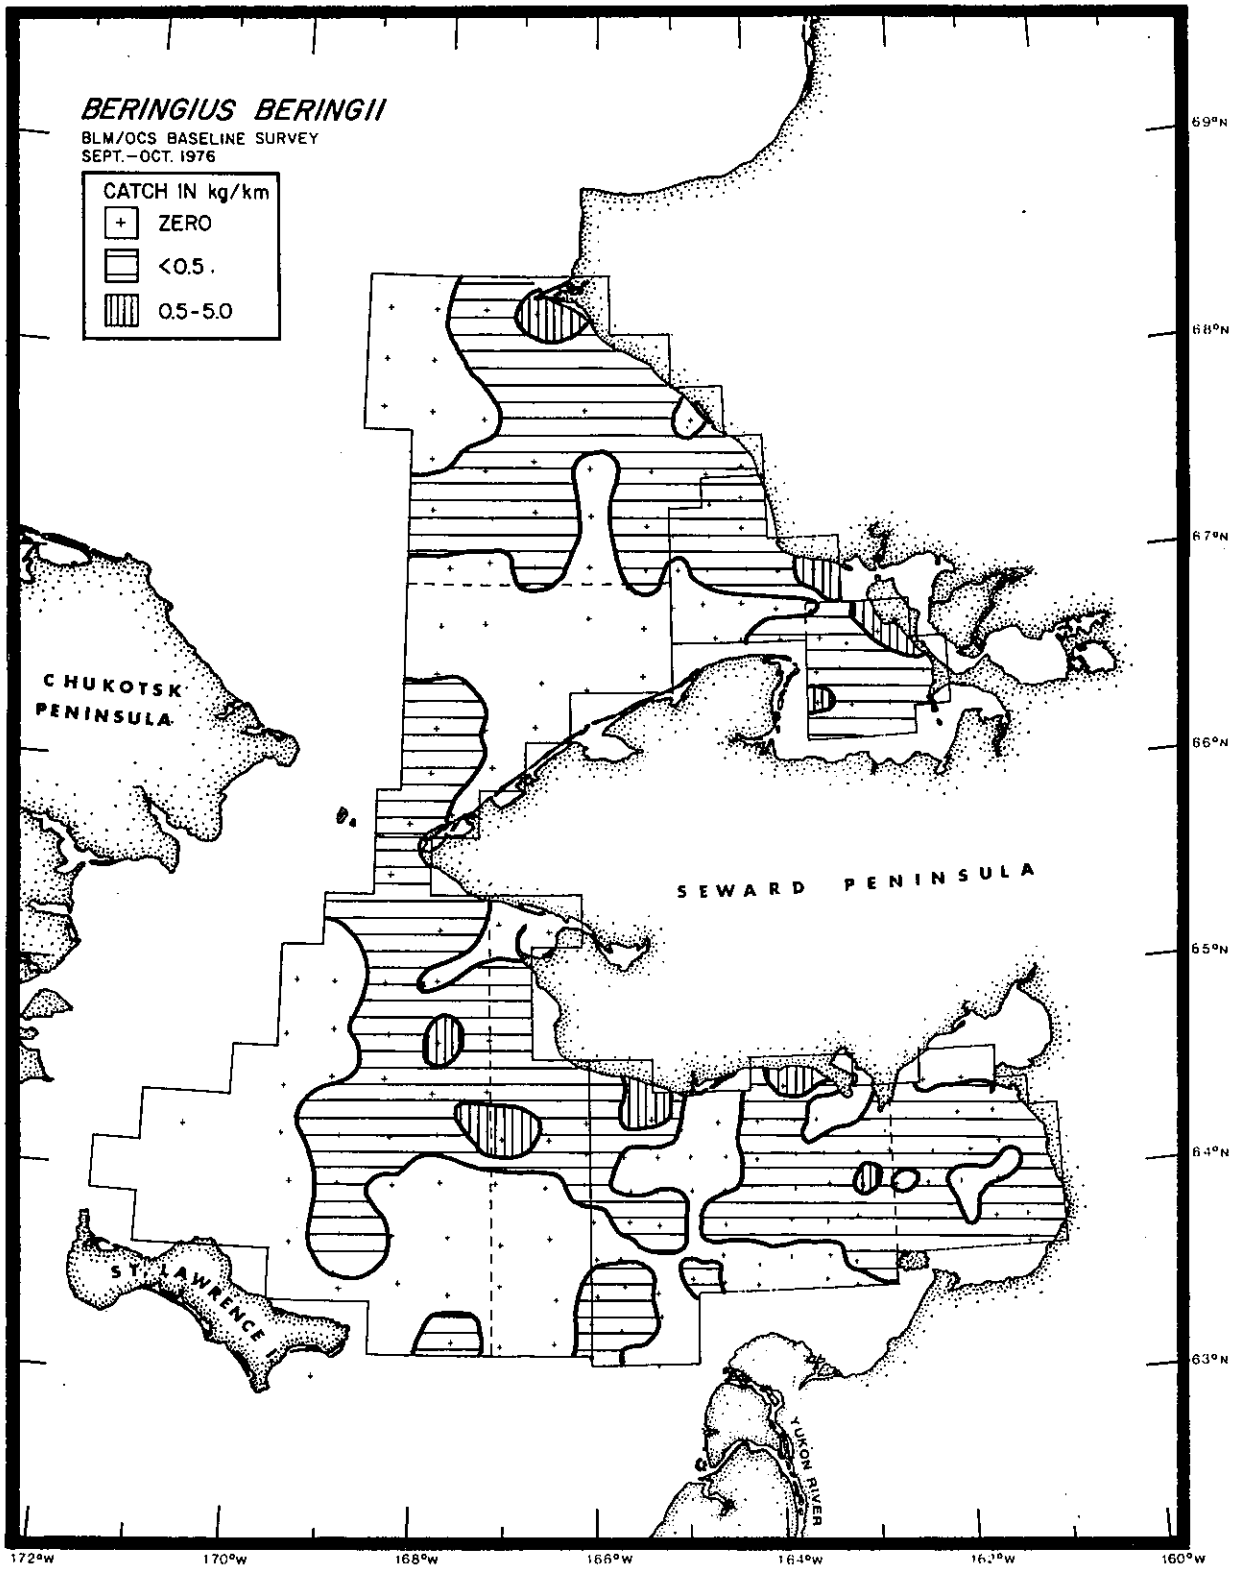 BERINGIUS BERINGII
BLM/OCS BASELINE SURVEY
SEPT.-OCT. 1976
CATCH IN kg/km
+ ZERO
<0.5.
0.5-5.0
69°N
68°N
67°N
CHUKOTSK
PENINSULA
66°N
SEWARD PENINSULA
65°N
64°N
ST. LAWRENCE I.
63°N
YUKON RIVER
172°W 170°W 168°W 166°W 164°W 162°W 160°W